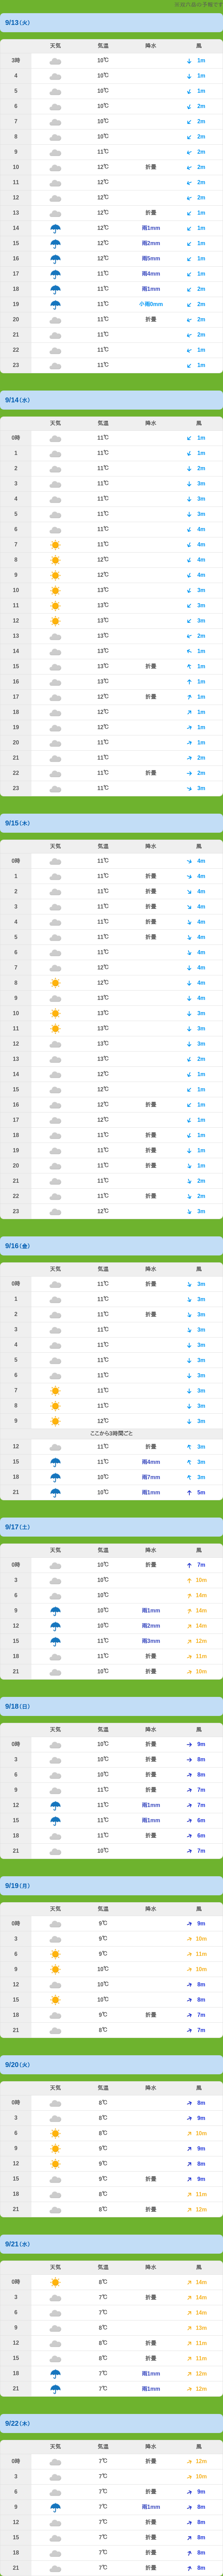 9/13(火)
天気 気温 降水 風
3時 10℃ 1m
4 10℃ 1m
5 10℃ 1m
6 10℃ 2m
7 10℃ 2m
8 10℃ 2m
9 11℃ 2m
10 12℃ 折畳 2m
11 12℃ 2m
12 12℃ 2m
13 12℃ 折畳 1m
14 12℃ 雨1mm 1m
15 12℃ 雨2mm 1m
16 12℃ 雨5mm 1m
17 12℃ 雨4mm 1m
18 11℃ 雨1mm 2m
19 11℃ 小雨0mm 2m
20 11℃ 折畳 2m
21 11℃ 2m
22 11℃ 1m
23 11℃ 1m
9/14(水)
天気 気温 降水 風
0時 11℃ 1m
1 11℃ 1m
2 11℃ 2m
3 11℃ 3m
4 11℃ 3m
5 11℃ 3m
6 11℃ 4m
7 11℃ 4m
8 12℃ 4m
9 12℃ 4m
10 13℃ 3m
11 13℃ 3m
12 13℃ 3m
13 13℃ 2m
14 13℃ 1m
15 13℃ 折畳 1m
16 13℃ 1m
17 12℃ 折畳 1m
18 12℃ 1m
19 12℃ 1m
20 11℃ 1m
21 11℃ 2m
22 11℃ 折畳 2m
23 11℃ 3m
9/15(木)
天気 気温 降水 風
0時 11℃ 4m
1 11℃ 折畳 4m
2 11℃ 折畳 4m
3 11℃ 折畳 4m
4 11℃ 折畳 4m
5 11℃ 折畳 4m
6 11℃ 4m
7 12℃ 4m
8 12℃ 4m
9 13℃ 4m
10 13℃ 3m
11 13℃ 3m
12 13℃ 3m
13 12℃ 2m
14 12℃ 1m
15 12℃ 1m
16 12℃ 折畳 1m
17 12℃ 1m
18 11℃ 折畳 1m
19 11℃ 折畳 1m
20 11℃ 折畳 1m
21 11℃ 2m
22 11℃ 折畳 2m
23 12℃ 3m
9/16(金)
天気 気温 降水 風
0時 11℃ 折畳 3m
1 11℃ 3m
2 11℃ 折畳 3m
3 11℃ 3m
4 11℃ 3m
5 11℃ 3m
6 11℃ 3m
7 11℃ 3m
8 11℃ 3m
9 12℃ 3m
ここから3時間ごと
12 11℃ 折畳 3m
15 11℃ 雨4mm 3m
18 10℃ 雨7mm 3m
21 10℃ 雨1mm 5m
9/17(土)
天気 気温 降水 風
0時 10℃ 折畳 7m
3 10℃ 10m
6 10℃ 14m
9 10℃ 雨1mm 14m
12 10℃ 雨2mm 14m
15 11℃ 雨3mm 12m
18 10℃ 折畳 11m
21 10℃ 折畳 10m
9/18(日)
天気 気温 降水 風
0時 10℃ 折畳 9m
3 10℃ 折畳 8m
6 10℃ 折畳 8m
9 11℃ 折畳 7m
12 11℃ 雨1mm 7m
15 11℃ 雨1mm 6m
18 11℃ 折畳 6m
21 10℃ 7m
9/19(月)
天気 気温 降水 風
0時 9℃ 9m
3 9℃ 10m
6 9℃ 11m
9 10℃ 10m
12 10℃ 8m
15 10℃ 8m
18 9℃ 折畳 7m
21 8℃ 7m
9/20(火)
天気 気温 降水 風
0時 8℃ 8m
3 8℃ 9m
6 8℃ 10m
9 9℃ 9m
12 9℃ 8m
15 9℃ 折畳 9m
18 8℃ 11m
21 8℃ 折畳 12m
9/21(水)
天気 気温 降水 風
0時 8℃ 14m
3 7℃ 折畳 14m
6 7℃ 14m
9 8℃ 13m
12 8℃ 折畳 11m
15 8℃ 折畳 11m
18 7℃ 雨1mm 12m
21 7℃ 雨1mm 12m
9/22(木)
天気 気温 降水 風
0時 7℃ 折畳 12m
3 7℃ 10m
6 7℃ 折畳 9m
9 7℃ 雨1mm 8m
12 7℃ 折畳 8m
15 7℃ 折畳 8m
18 7℃ 折畳 8m
21 7℃ 折畳 8m